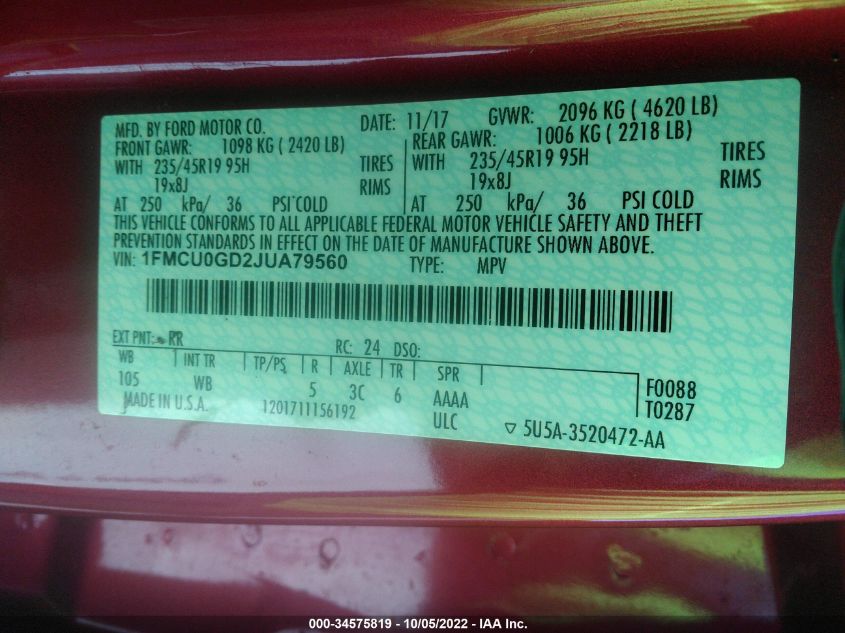 MFD. BY FORD MOTOR CO. DATE: 11/17 GVWR: 2096 KG ( 4620 LB)
FRONT GAWR: 1098 KG ( 2420 LB) REAR GAWR: 1006 KG ( 2218 LB)
WITH 235/45R19 95H TIRES WITH 235/45R19 95H TIRES
19x8J RIMS 19x8J RIMS
AT 250 kPa/ 36 PSI COLD AT 250 kPa/ 36 PSI COLD
THIS VEHICLE CONFORMS TO ALL APPLICABLE FEDERAL MOTOR VEHICLE SAFETY AND THEFT
PREVENTION STANDARDS IN EFFECT ON THE DATE OF MANUFACTURE SHOWN ABOVE.
VIN: 1FMCU0GD2JUA79560 TYPE: MPV
EXT PNT: RR RC: 24 DSO:
WB INT TR TP/PS R AXLE TR SPR
105 WB 5 3C 6 AAAA F0088
MADE IN U.S.A. 1201711156192 ULC T0287
▽ 5U5A-3520472-AA
000-34575819 - 10/05/2022 - IAA Inc.